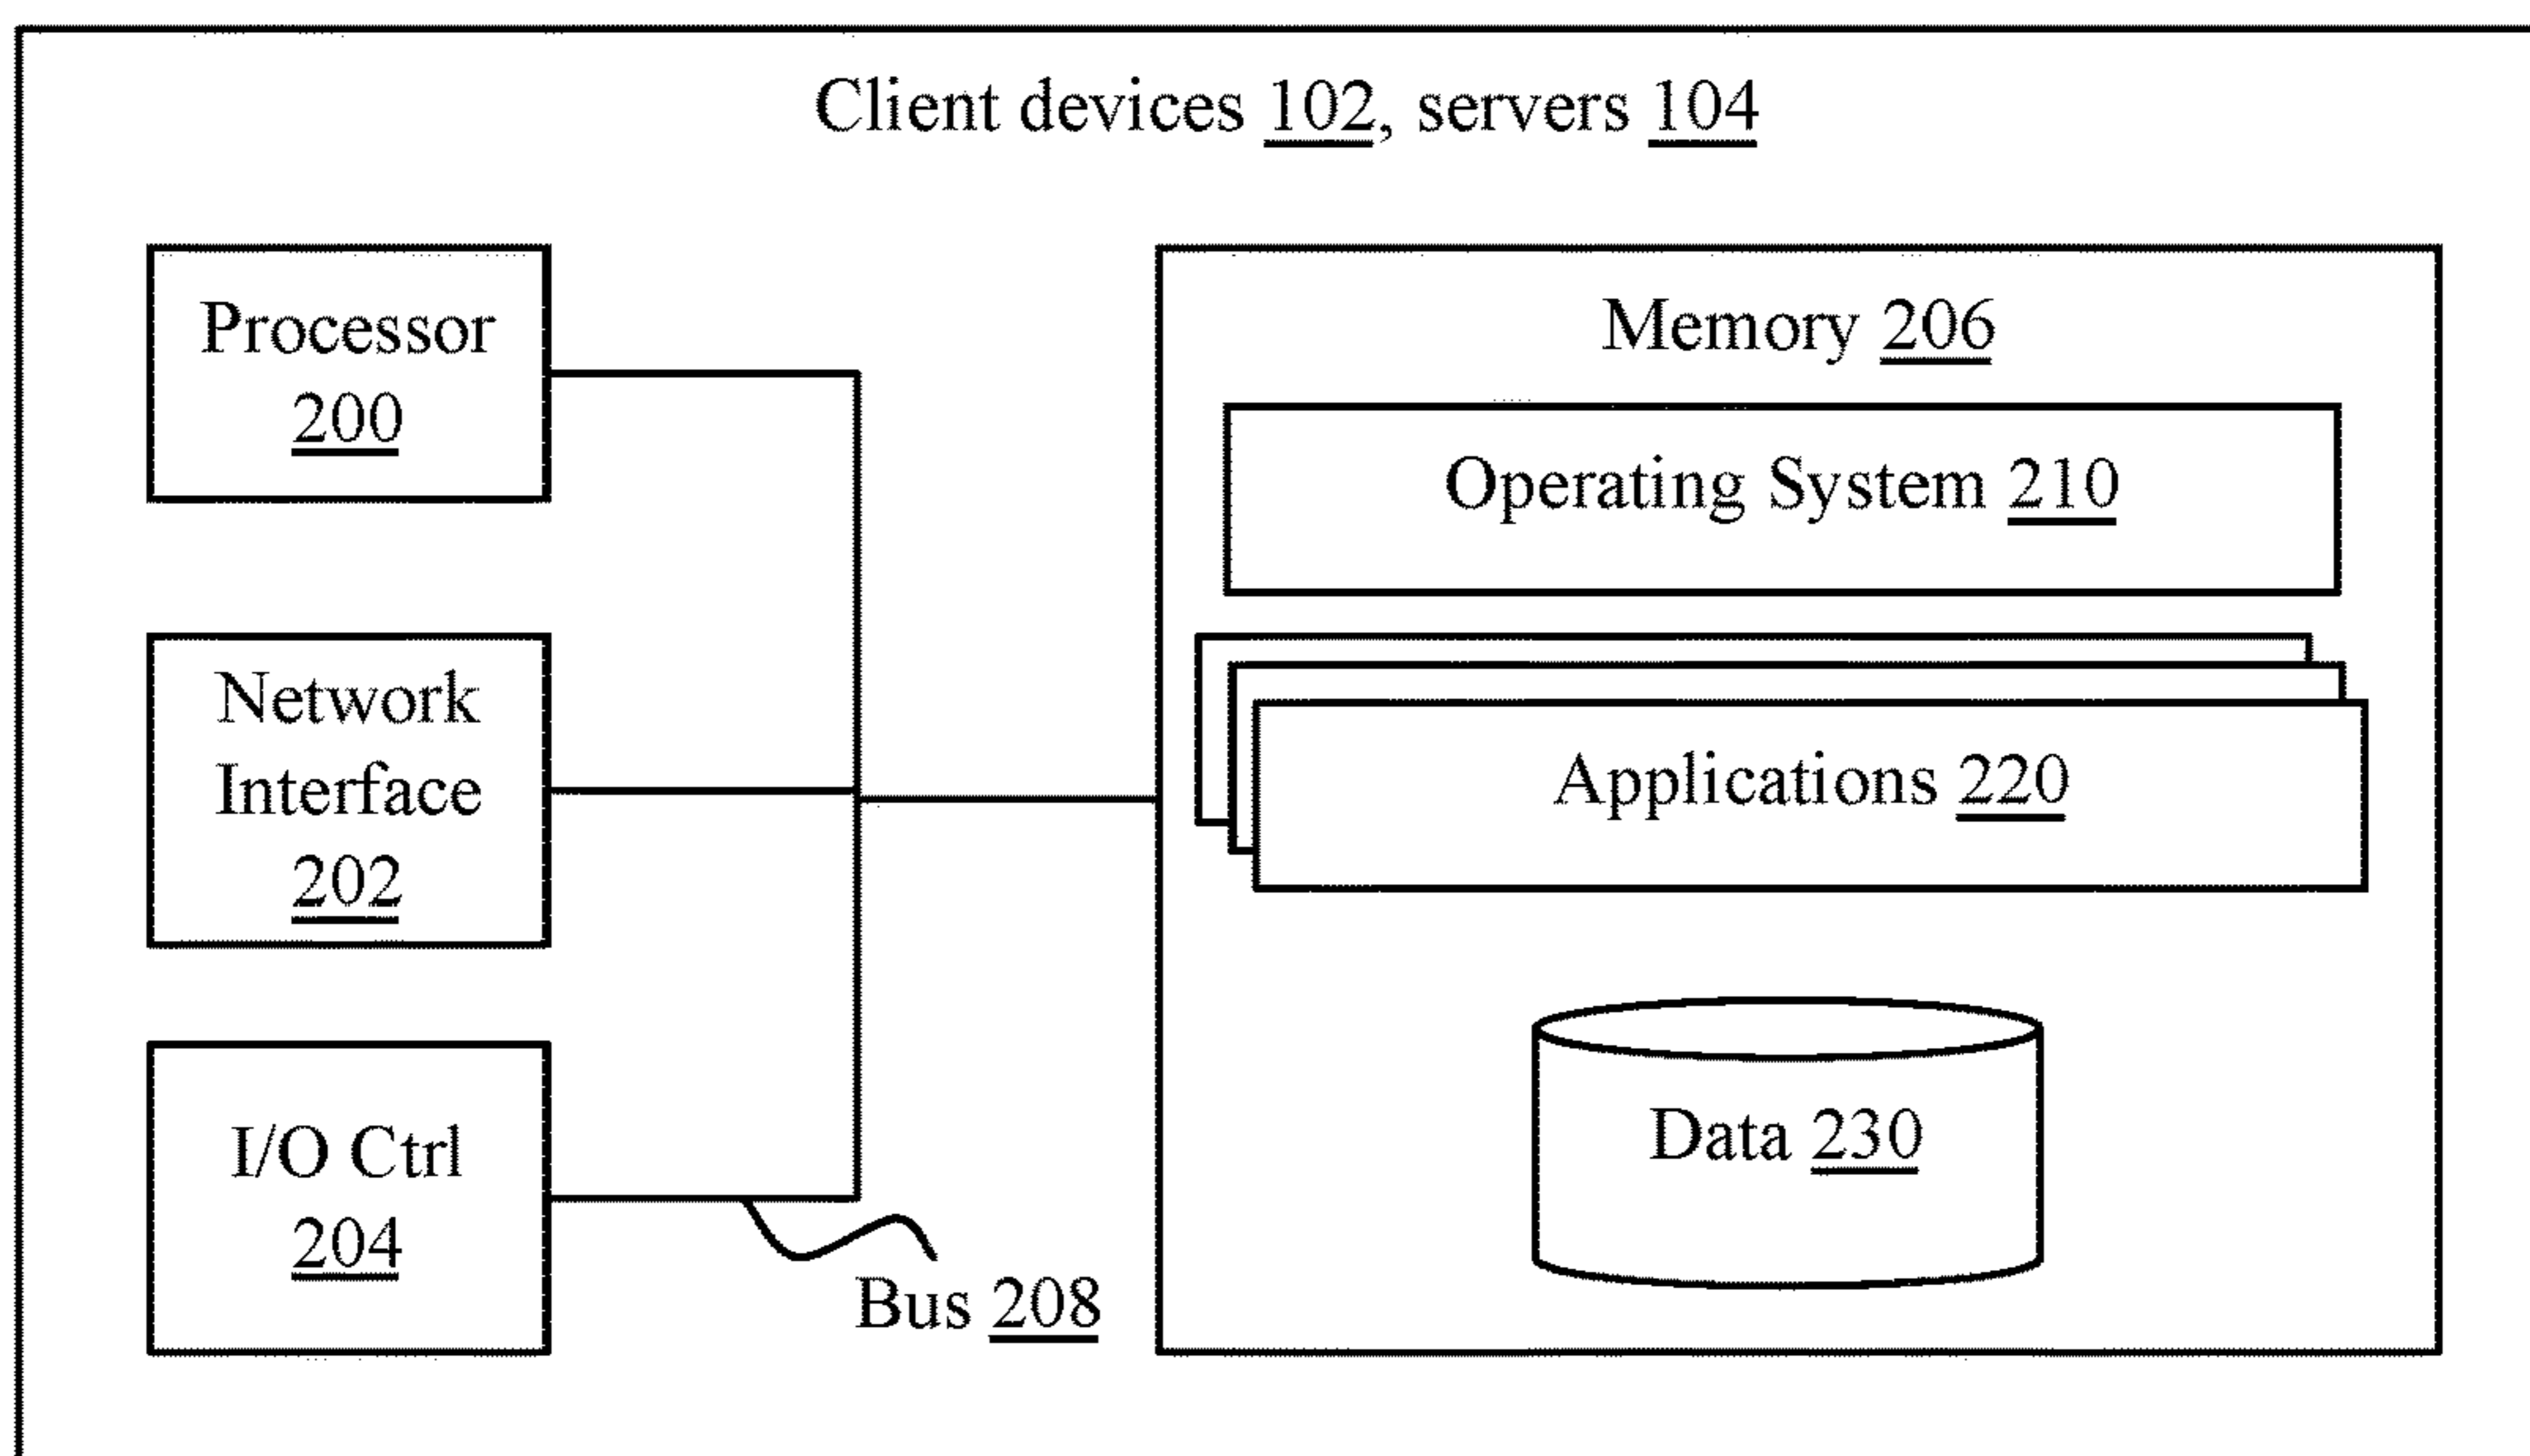 Client devices 102, servers 104
Processor
200
Network
Interface
202
I/O Ctrl
204
Bus 208
Memory 206
Operating System 210
Applications 220
Data 230